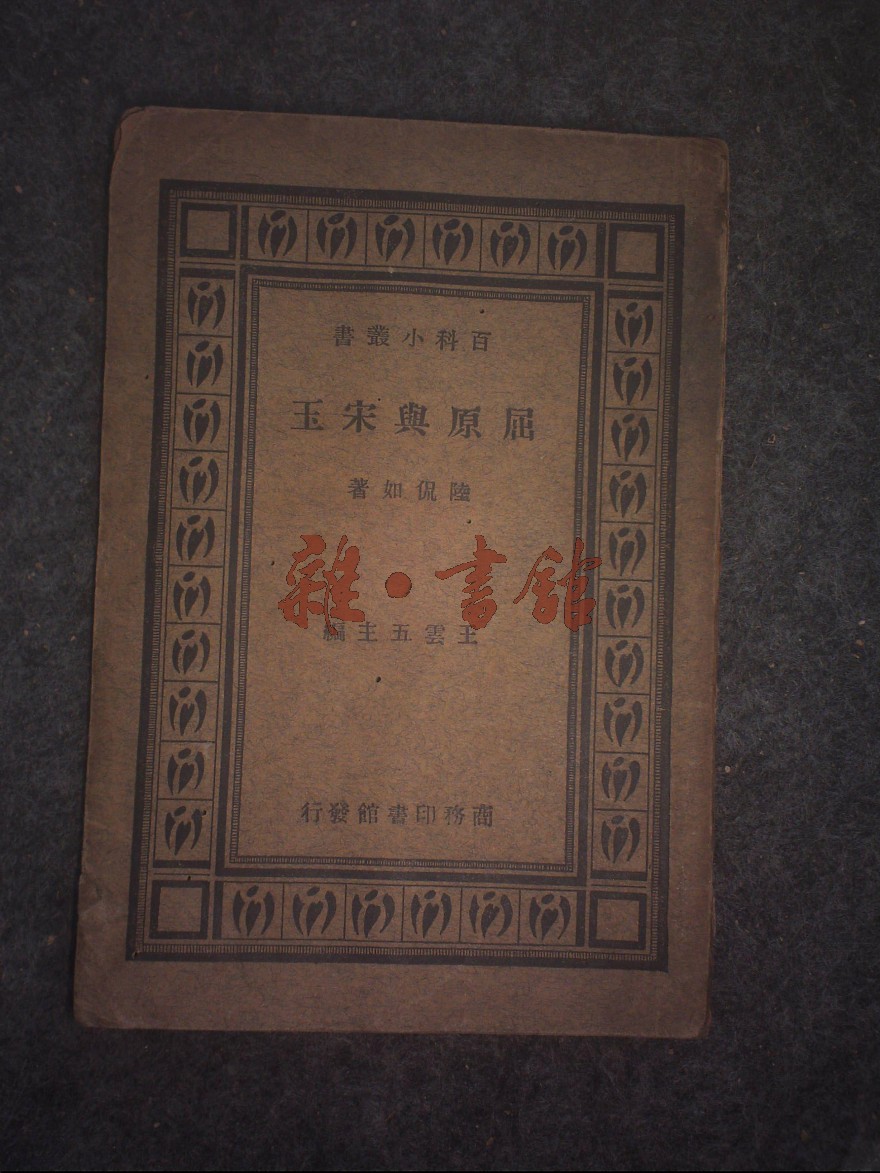 百科小叢書
屈原與宋玉
陸侃如著
雜·書館
王雲五主編
商務印書館發行